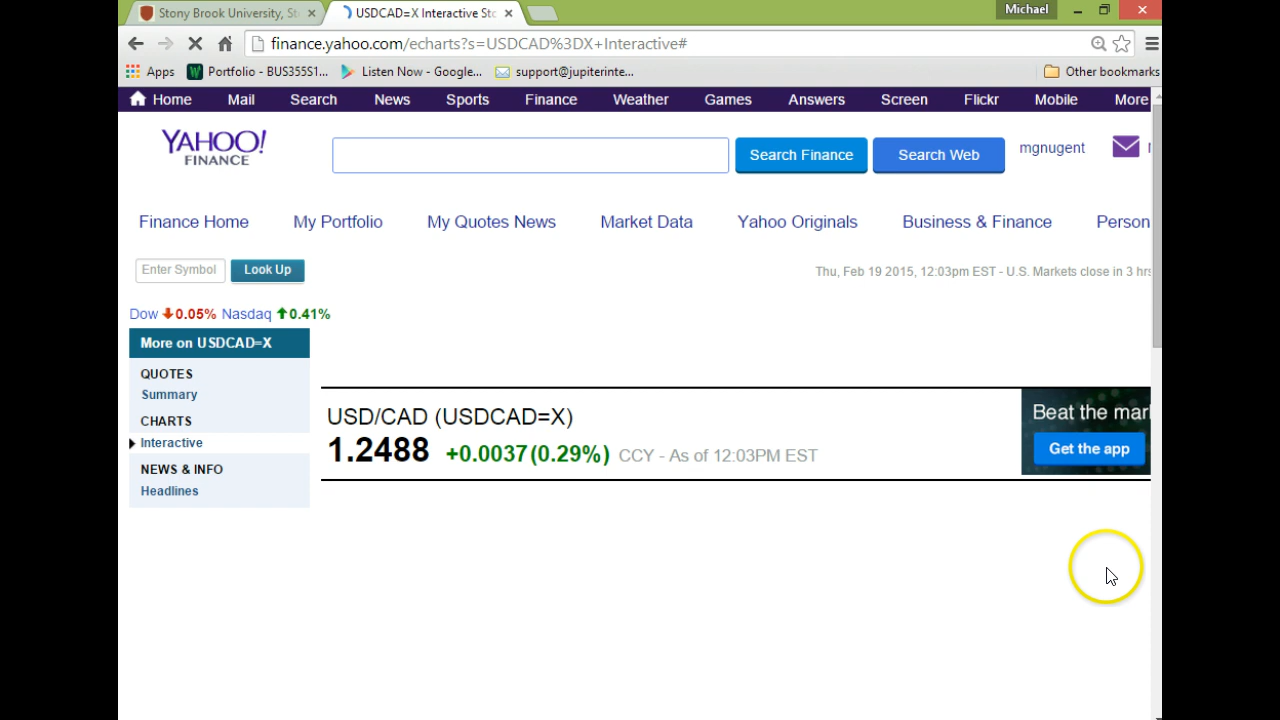 Stony Brook University, St
USDCAD=X Interactive Sto
Michael
finance.yahoo.com/echarts?s=USDCAD%3DX+Interactive#
Apps
Portfolio - BUS355S1...
Listen Now - Google...
support@jupiterinte...
Other bookmarks
Home Mail Search News Sports Finance Weather Games Answers Screen Flickr Mobile More
YAHOO!
FINANCE
Search Finance
Search Web
mgnugent
Finance Home My Portfolio My Quotes News Market Data Yahoo Originals Business & Finance Person
Enter Symbol
Look Up
Thu, Feb 19 2015, 12:03pm EST - U.S. Markets close in 3 hrs
Dow 0.05% Nasdaq 0.41%
More on USDCAD=X
QUOTES
Summary
CHARTS
Interactive
NEWS & INFO
Headlines
USD/CAD (USDCAD=X)
1.2488 +0.0037(0.29%) CCY - As of 12:03PM EST
Beat the mar
Get the app